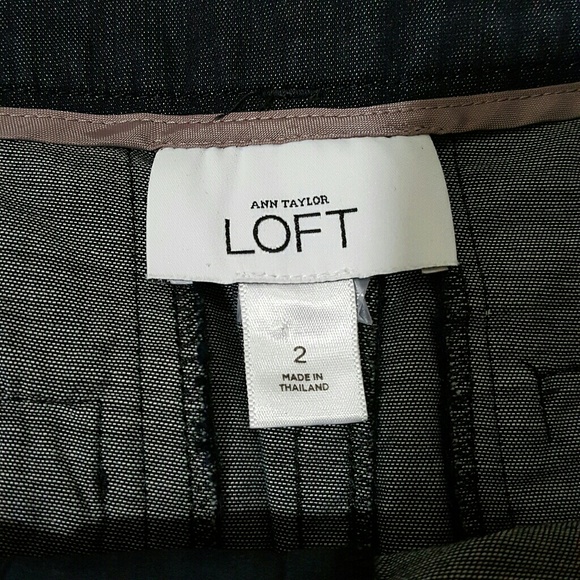 ANN TAYLOR
LOFT
2
MADE IN
THAILAND